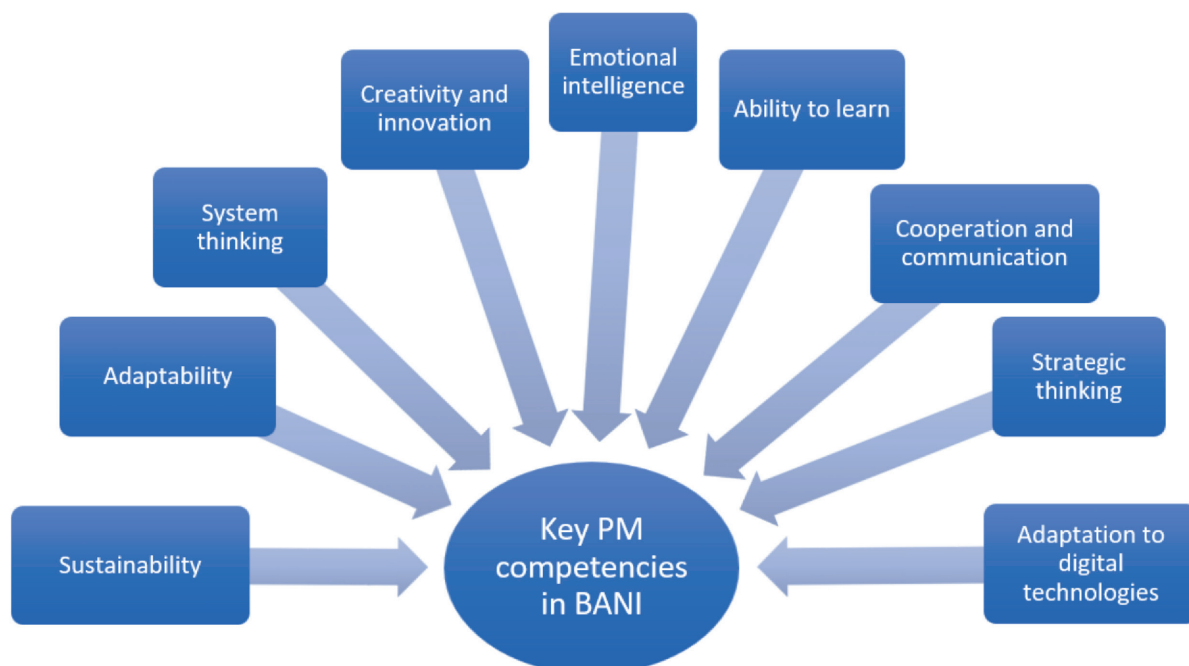 Emotional
intelligence
Creativity and
innovation
Ability to learn
System
thinking
Cooperation and
communication
Adaptability
Strategic
thinking
Sustainability
Key PM
competencies
in BANI
Adaptation to
digital
technologies